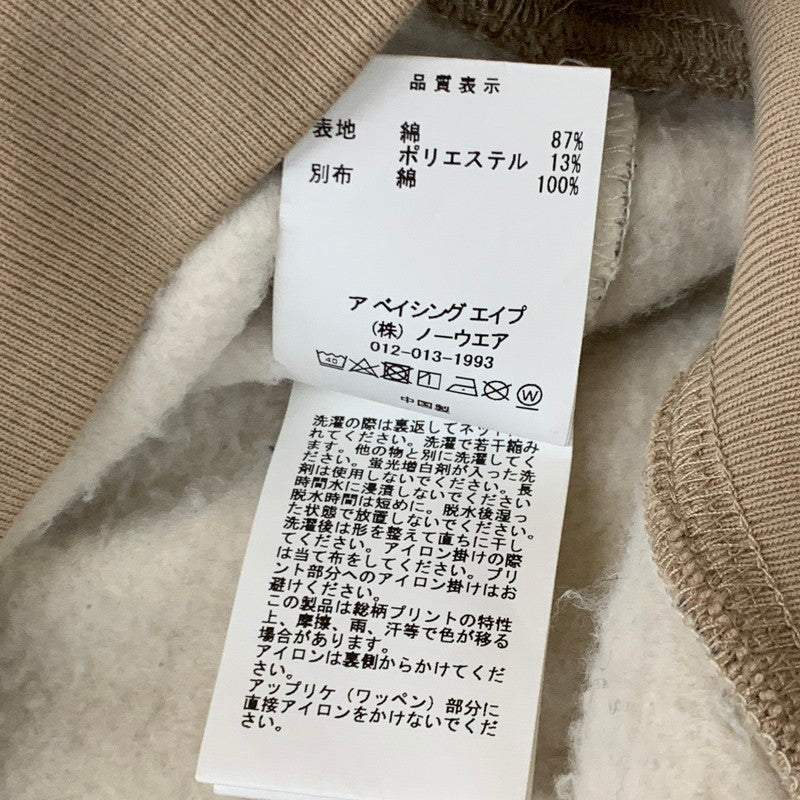 品質表示
表地 綿 87%
ポリエステル 13%
別布 綿 100%
ア ベイシング エイプ
(株) ノーウエア
012-013-1993
40 W
中国製
洗濯の際は裏返してネット
れてください。洗濯で若干縮み
ます。他の物と別に洗濯してく
ださい。蛍光増白剤が入った洗
剤は使用しないでください。長
時間水に浸漬しないでください
脱水時間は短めに。脱水後湿っ
た状態で放置しないでください。
洗濯後は形を整えて直ちに干し
てください。アイロン掛けの際
は当て布をしてください。プリ
ント部分へのアイロン掛けはお
避けください。
この製品は総柄プリントの特性
上、摩擦、雨、汗等で色が移る
場合があります。
アイロンは裏側からかけてくだ
さい。
アップリケ（ワッペン）部分に
直接アイロンをかけないでくだ
さい。